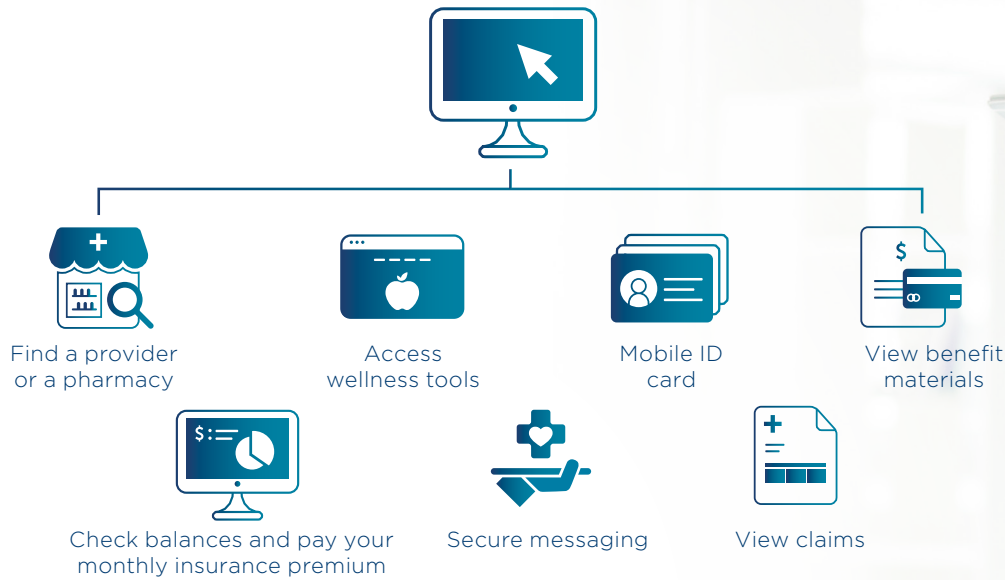 Find a provider
or a pharmacy
Access
wellness tools
Mobile ID
card
$
View benefit
materials
$:
Check balances and pay your
monthly insurance premium
Secure messaging
View claims